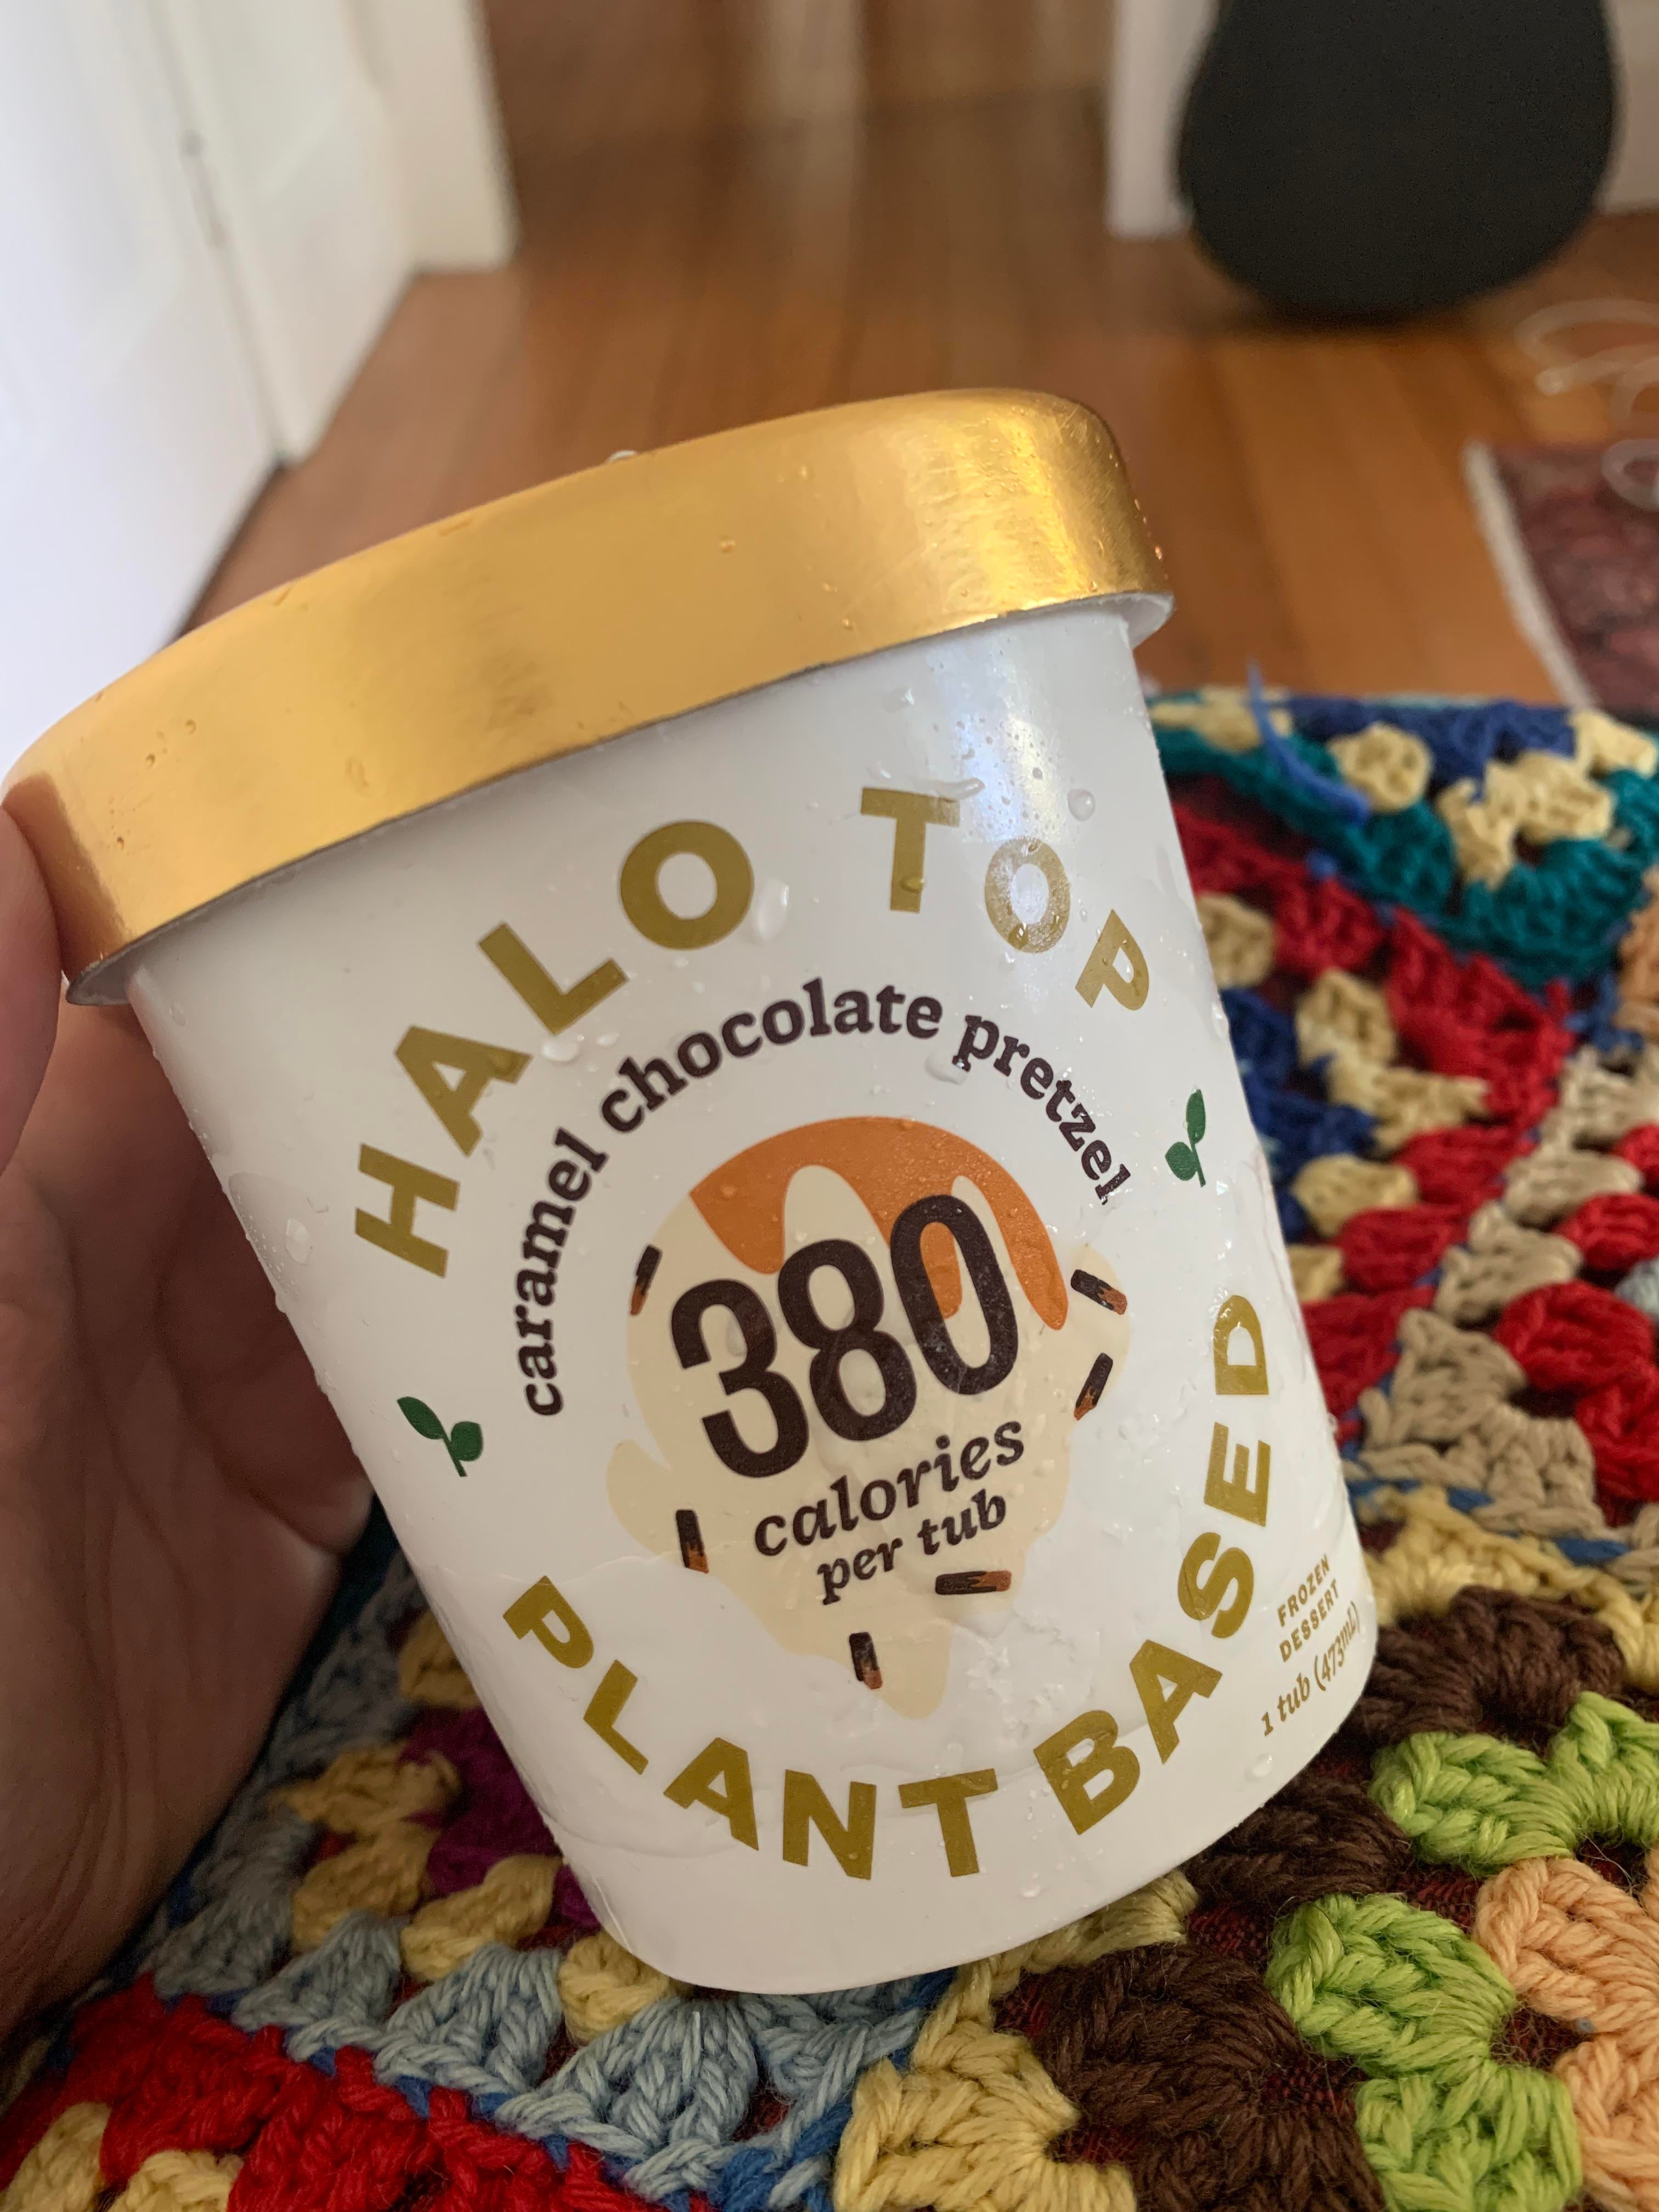 HALO TOP
caramel chocolate pretzel
380
calories
per tub
PLANT BASED
FROZEN
DESSERT
1 tub (473mL)